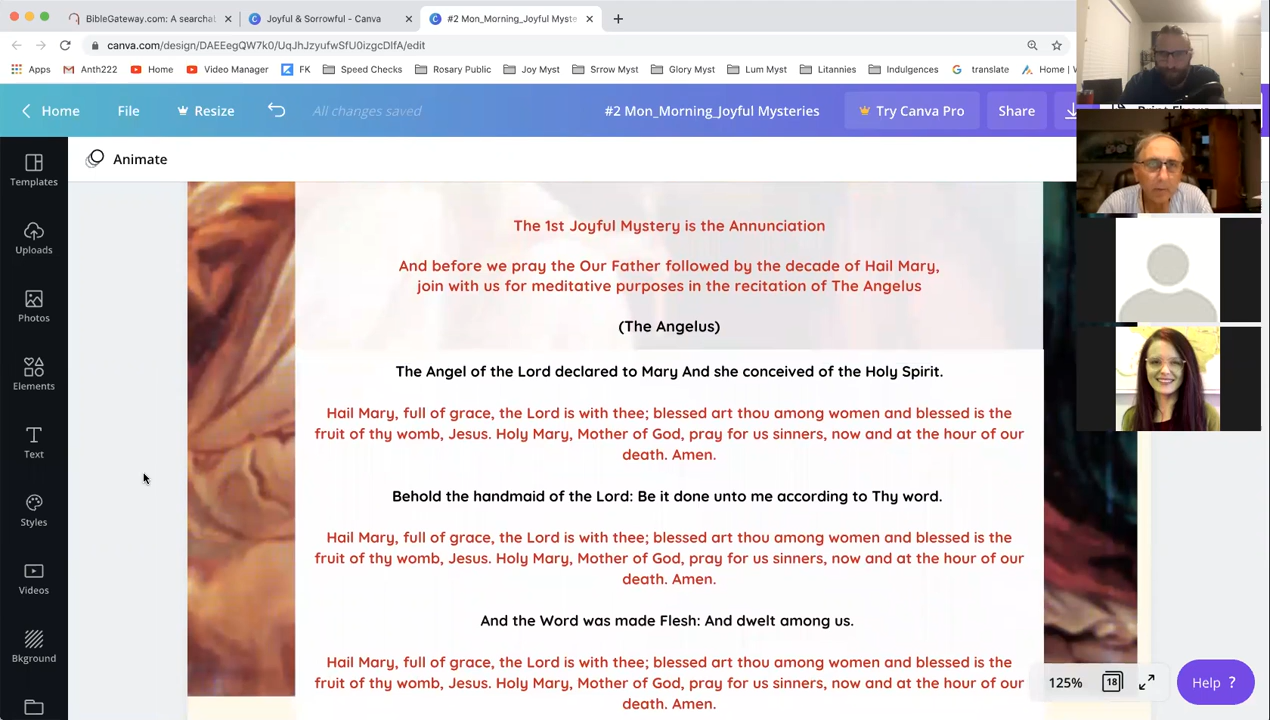 BibleGateway.com: A searchal
Joyful & Sorrowful - Canva
#2 Mon_Morning_Joyful Myste
canva.com/design/DAEEegQW7k0/UqJhJzyufwSfU0izgcDlfA/edit
Apps
Anth222
Home
Video Manager
FK
Speed Checks
Rosary Public
Joy Myst
Srrow Myst
Glory Myst
Lum Myst
Litannies
Indulgences
translate
Home | W
Home
File
Resize
All changes saved
#2 Mon_Morning_Joyful Mysteries
Try Canva Pro
Share
Templates
Uploads
Photos
Elements
Text
Styles
Videos
Bkground
Animate
The 1st Joyful Mystery is the Annunciation
And before we pray the Our Father followed by the decade of Hail Mary,
join with us for meditative purposes in the recitation of The Angelus
(The Angelus)
The Angel of the Lord declared to Mary And she conceived of the Holy Spirit.
Hail Mary, full of grace, the Lord is with thee; blessed art thou among women and blessed is the
fruit of thy womb, Jesus. Holy Mary, Mother of God, pray for us sinners, now and at the hour of our
death. Amen.
Behold the handmaid of the Lord: Be it done unto me according to Thy word.
Hail Mary, full of grace, the Lord is with thee; blessed art thou among women and blessed is the
fruit of thy womb, Jesus. Holy Mary, Mother of God, pray for us sinners, now and at the hour of our
death. Amen.
And the Word was made Flesh: And dwelt among us.
Hail Mary, full of grace, the Lord is with thee; blessed art thou among women and blessed is the
fruit of thy womb, Jesus. Holy Mary, Mother of God, pray for us sinners, now and at the hour of our
death. Amen.
125%
18
Help ?